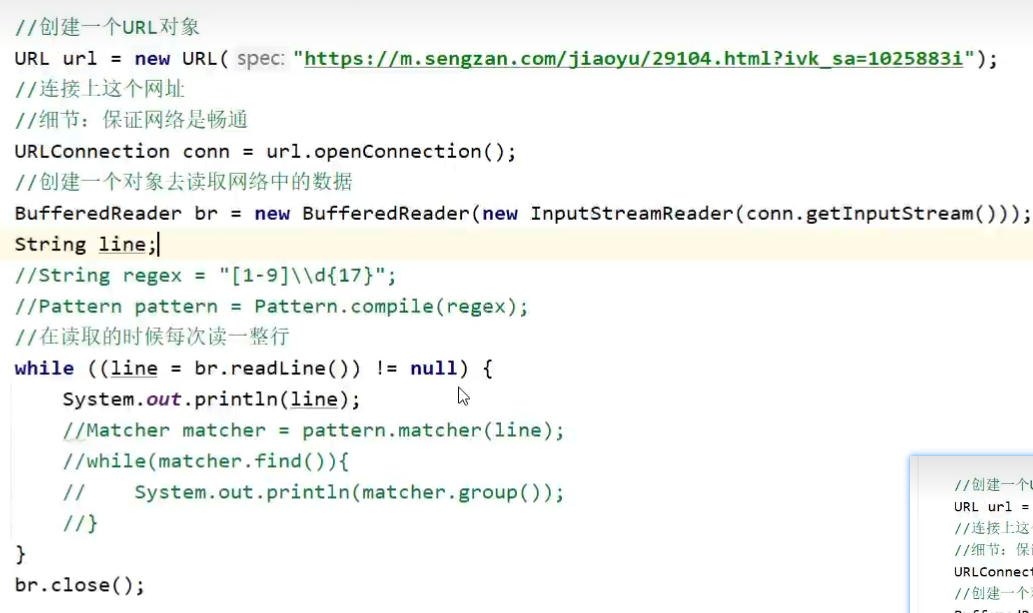 //创建一个URL对象
URL url = new URL( spec: "https://m.sengzan.com/jiaoyu/29104.html?ivk_sa=1025883i");
//连接上这个网址
//细节：保证网络是畅通
URLConnection conn = url.openConnection();
//创建一个对象去读取网络中的数据
BufferedReader br = new BufferedReader(new InputStreamReader(conn.getInputStream()));
String line;
//String regex = "[1-9]\\d{17}";
//Pattern pattern = Pattern.compile(regex);
//在读取的时候每次读一整行
while ((line = br.readLine()) != null) {
    System.out.println(line);
    //Matcher matcher = pattern.matcher(line);
    //while(matcher.find()){
    //    System.out.println(matcher.group());
    //}
}
br.close();
//创建一个U
URL url =
//连接上这
//细节：保
URLConnect
//创建一个